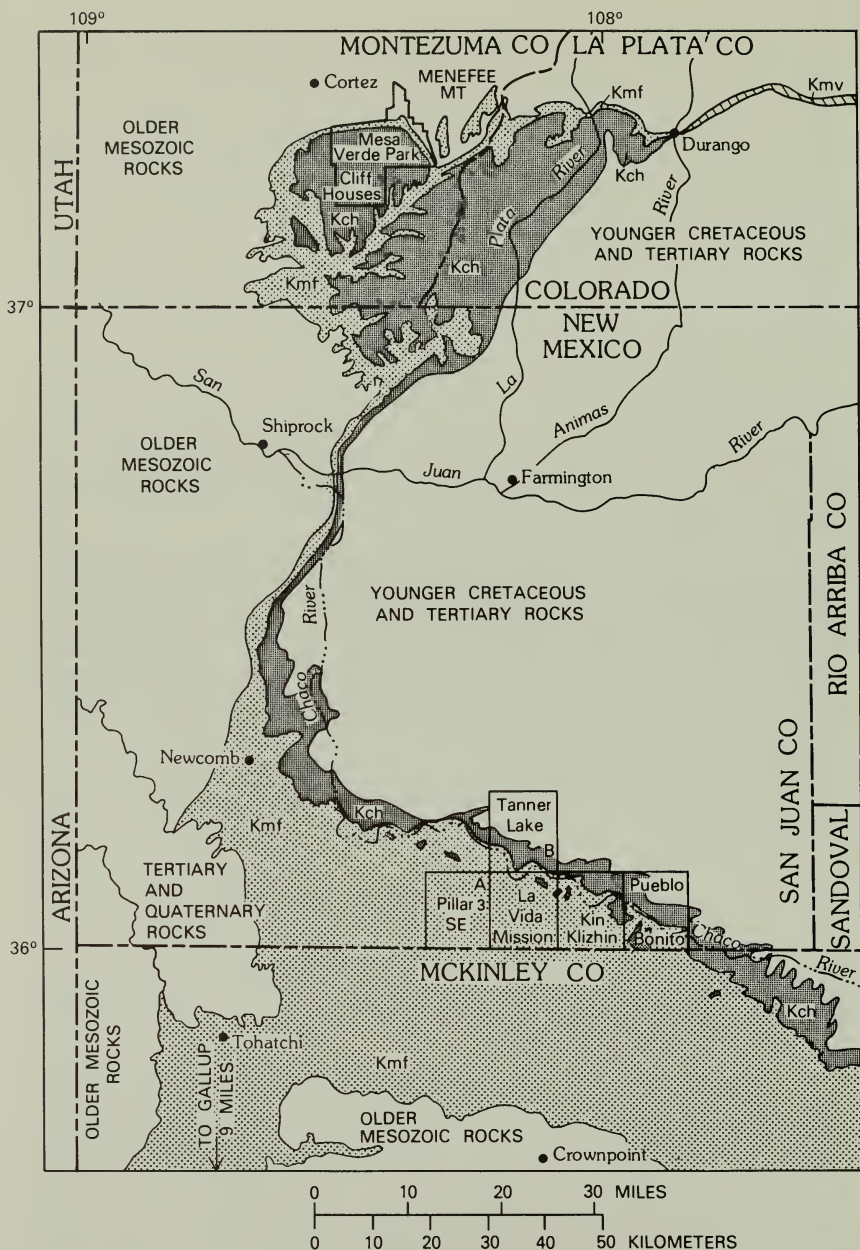 109°
108°
MONTEZUMA CO
LA PLATA CO
Cortez
MENEFEE
MT
Kmf
Kmv
OLDER
MESOZOIC
ROCKS
Mesa
Verde Park
Cliff
Houses
Kch
Durango
Kch
River
Plata
River
UTAH
YOUNGER CRETACEOUS
AND TERTIARY ROCKS
Kmf
Kch
37°
COLORADO
NEW
MEXICO
San
La
Shiprock
Animas
River
OLDER
MESOZOIC
ROCKS
Juan
Farmington
RIO ARRIBA CO
YOUNGER CRETACEOUS
AND TERTIARY ROCKS
River
Chaco
SAN JUAN CO
Newcomb
Kmf
Kch
Tanner
Lake
B
SANDOVAL
ARIZONA
TERTIARY
AND
QUATERNARY
ROCKS
A
Pillar 3
SE
La
Vida
Mission
Kin
Klizhin
Pueblo
Bonito
Chaco
River
36°
MCKINLEY CO
OLDER MESOZOIC
ROCKS
Kch
Tohatchi
TO GALLUP
9 MILES
Kmf
OLDER
MESOZOIC ROCKS
Crownpoint
0 10 20 30 MILES
0 10 20 30 40 50 KILOMETERS